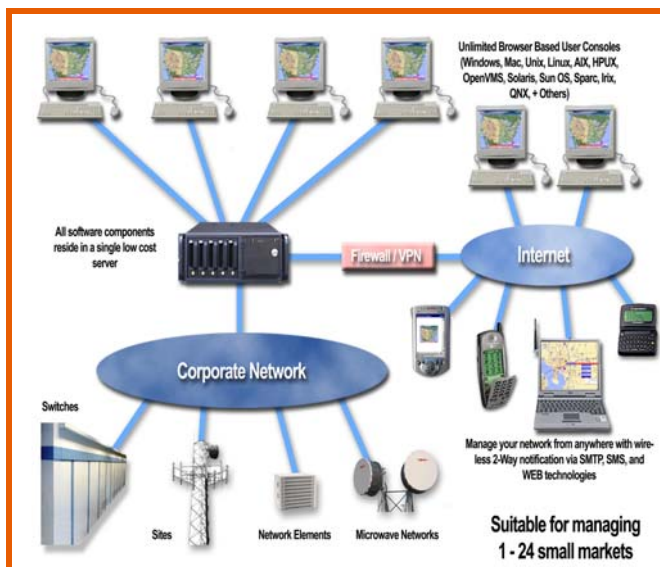 Unlimited Browser Based User Consoles
(Windows, Mac, Unix, Linux, AIX, HPUX,
OpenVMS, Solaris, Sun OS, Sparc, Irix,
QNX, + Others)
All software components
reside in a single low cost
server
Firewall / VPN
Internet
Corporate Network
Switches
Manage your network from anywhere with wire-
less 2-Way notification via SMTP, SMS, and
WEB technologies
Sites
Network Elements
Microwave Networks
Suitable for managing
1 - 24 small markets